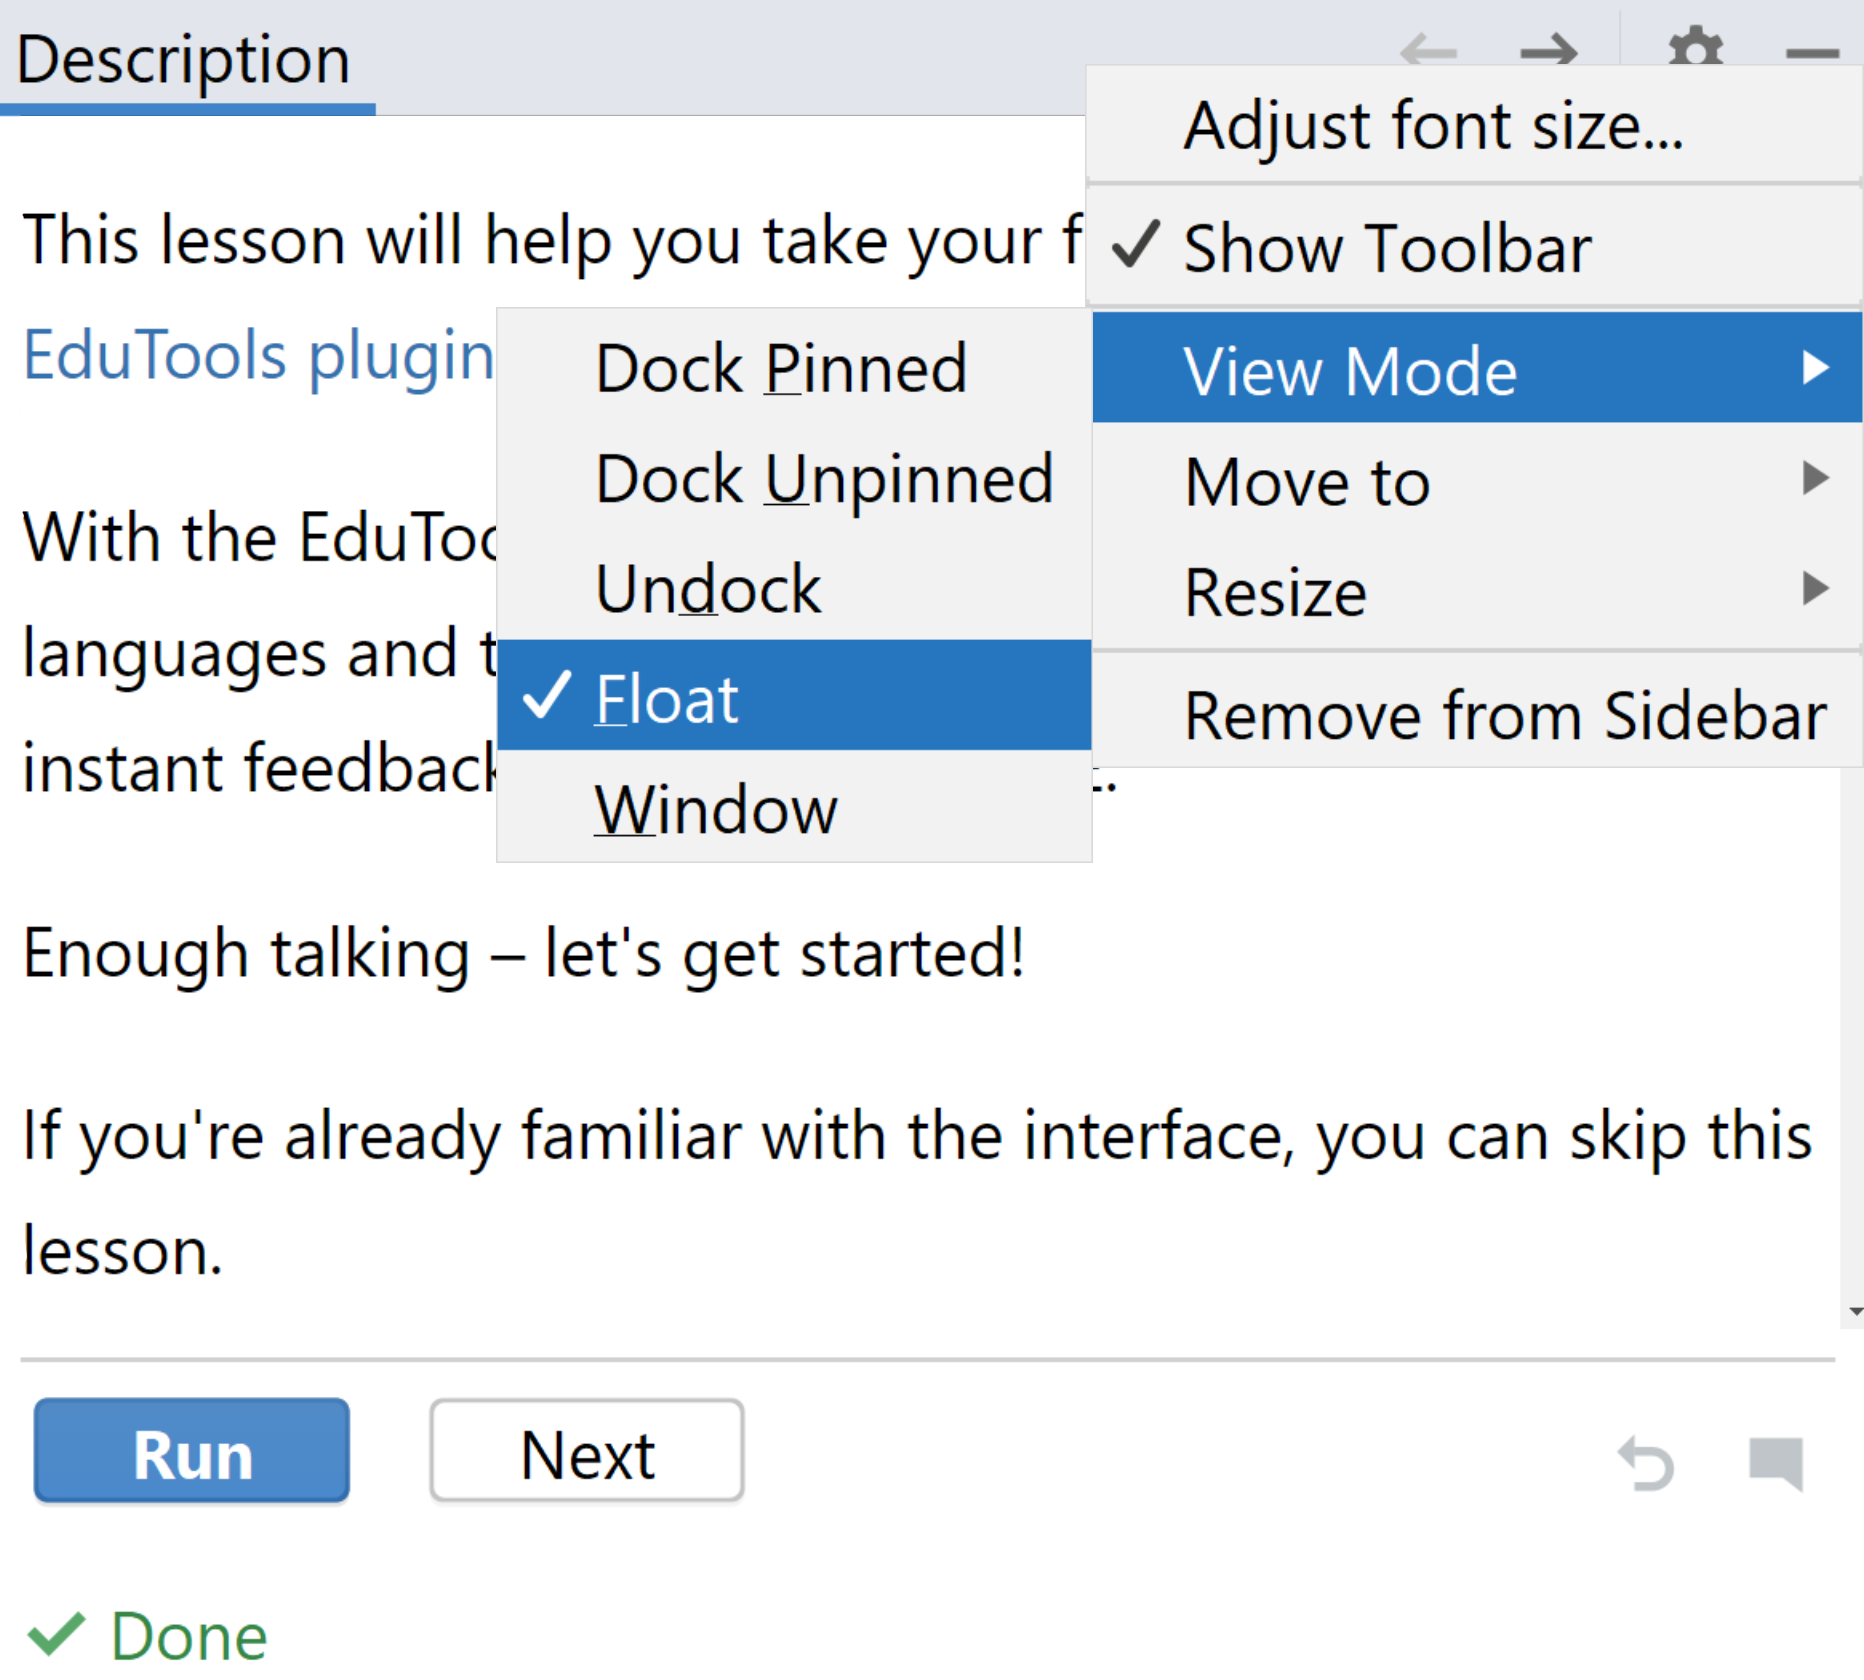 Description
Adjust font size...
Show Toolbar
View Mode
Move to
Resize
Remove from Sidebar
Dock Pinned
Dock Unpinned
Undock
Float
Window
This lesson will help you take your
EduTools plugin
With the
languages and
instant
Enough talking – let's get started!
If you're already familiar with the interface, you can skip this
lesson.
Run
Next
Done